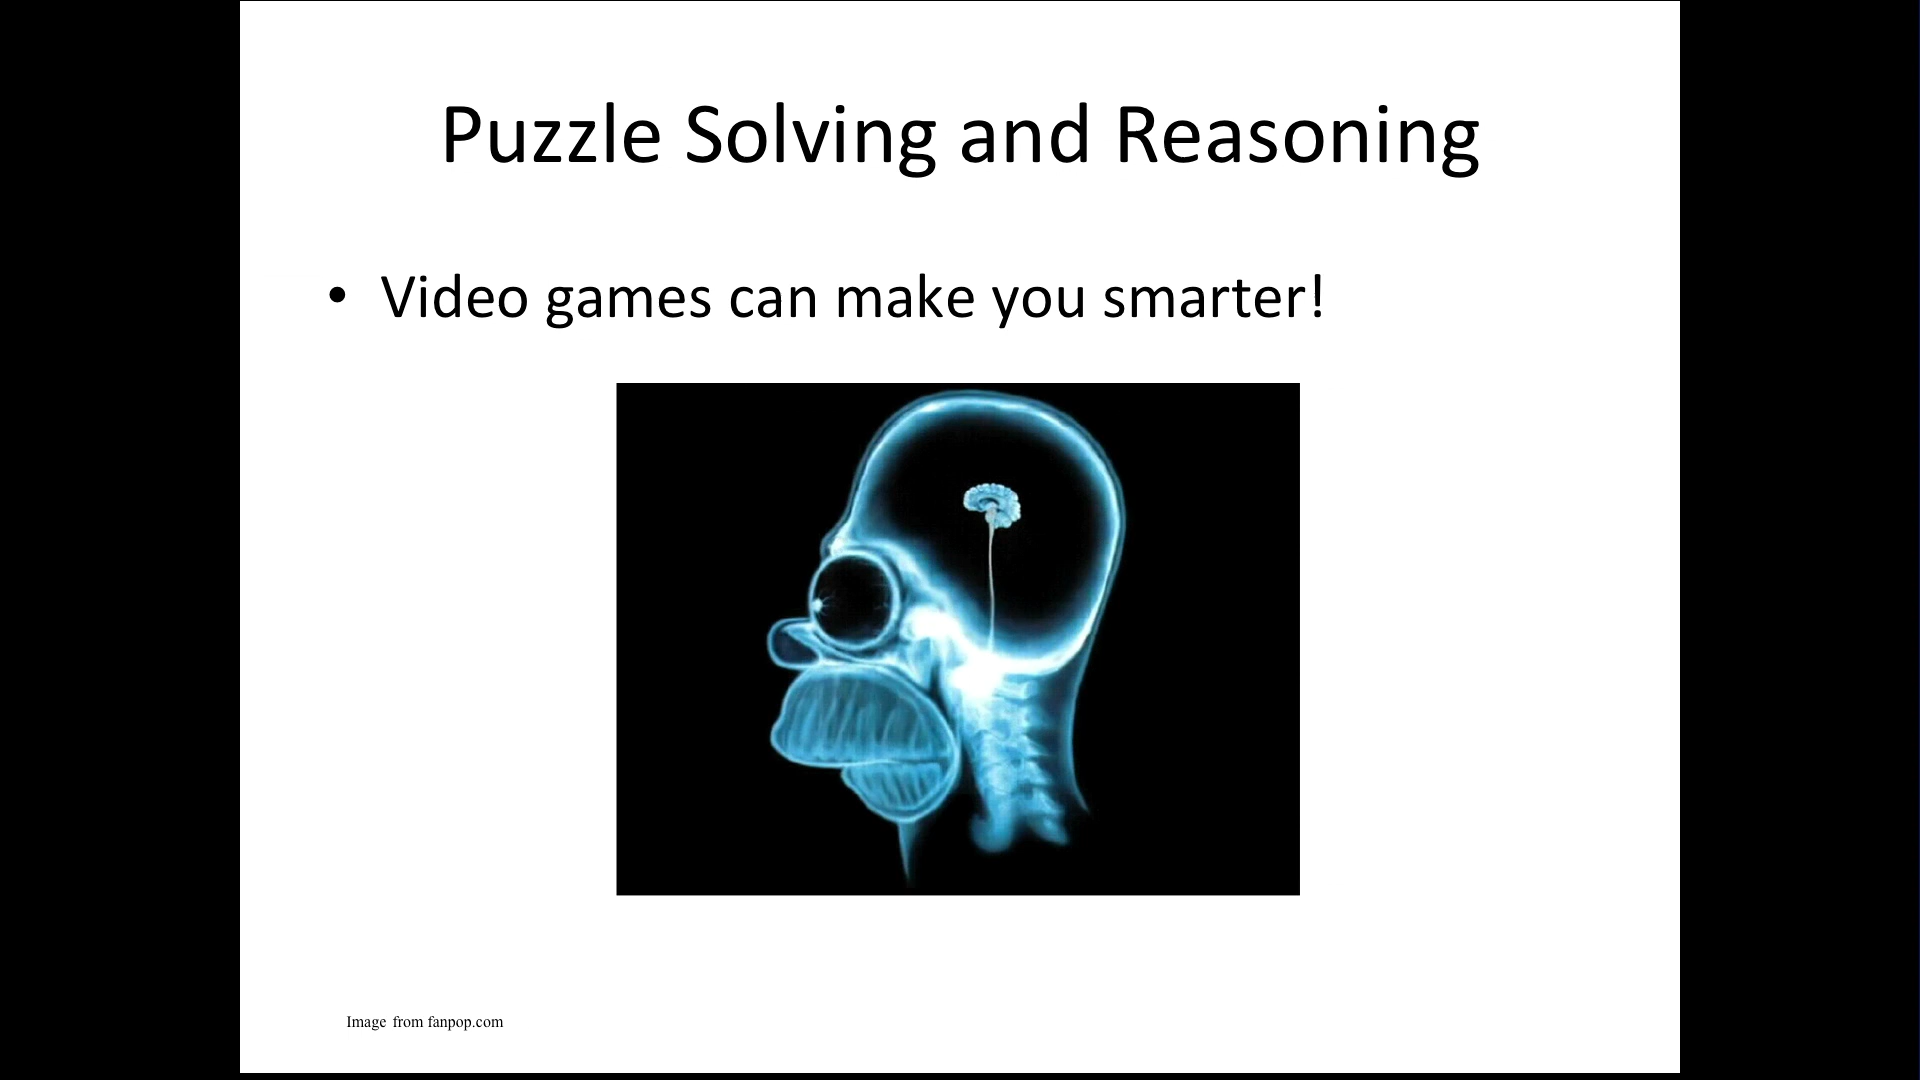 Puzzle Solving and Reasoning
• Video games can make you smarter!
Image from fanpop.com